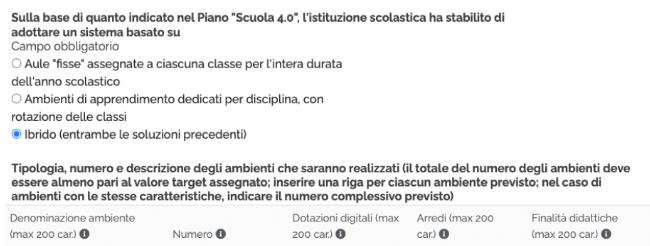 Sulla base di quanto indicato nel Piano "Scuola 4.0", l'istituzione scolastica ha stabilito di
adottare un sistema basato su
Campo obbligatorio
Aule "fisse" assegnate a ciascuna classe per l'intera durata
dell'anno scolastico
Ambienti di apprendimento dedicati per disciplina, con
rotazione delle classi
Ibrido (entrambe le soluzioni precedenti)
Tipologia, numero e descrizione degli ambienti che saranno realizzati (il totale del numero degli ambienti deve
essere almeno pari al valore target assegnato; inserire una riga per ciascun ambiente previsto; nel caso di
ambienti con le stesse caratteristiche, indicare il numero complessivo previsto)
Denominazione ambiente Dotazioni digitali (max Arredi (max 200 Finalità didattiche
(max 200 car.) Numero 200 car.) car.) (max 200 car.)